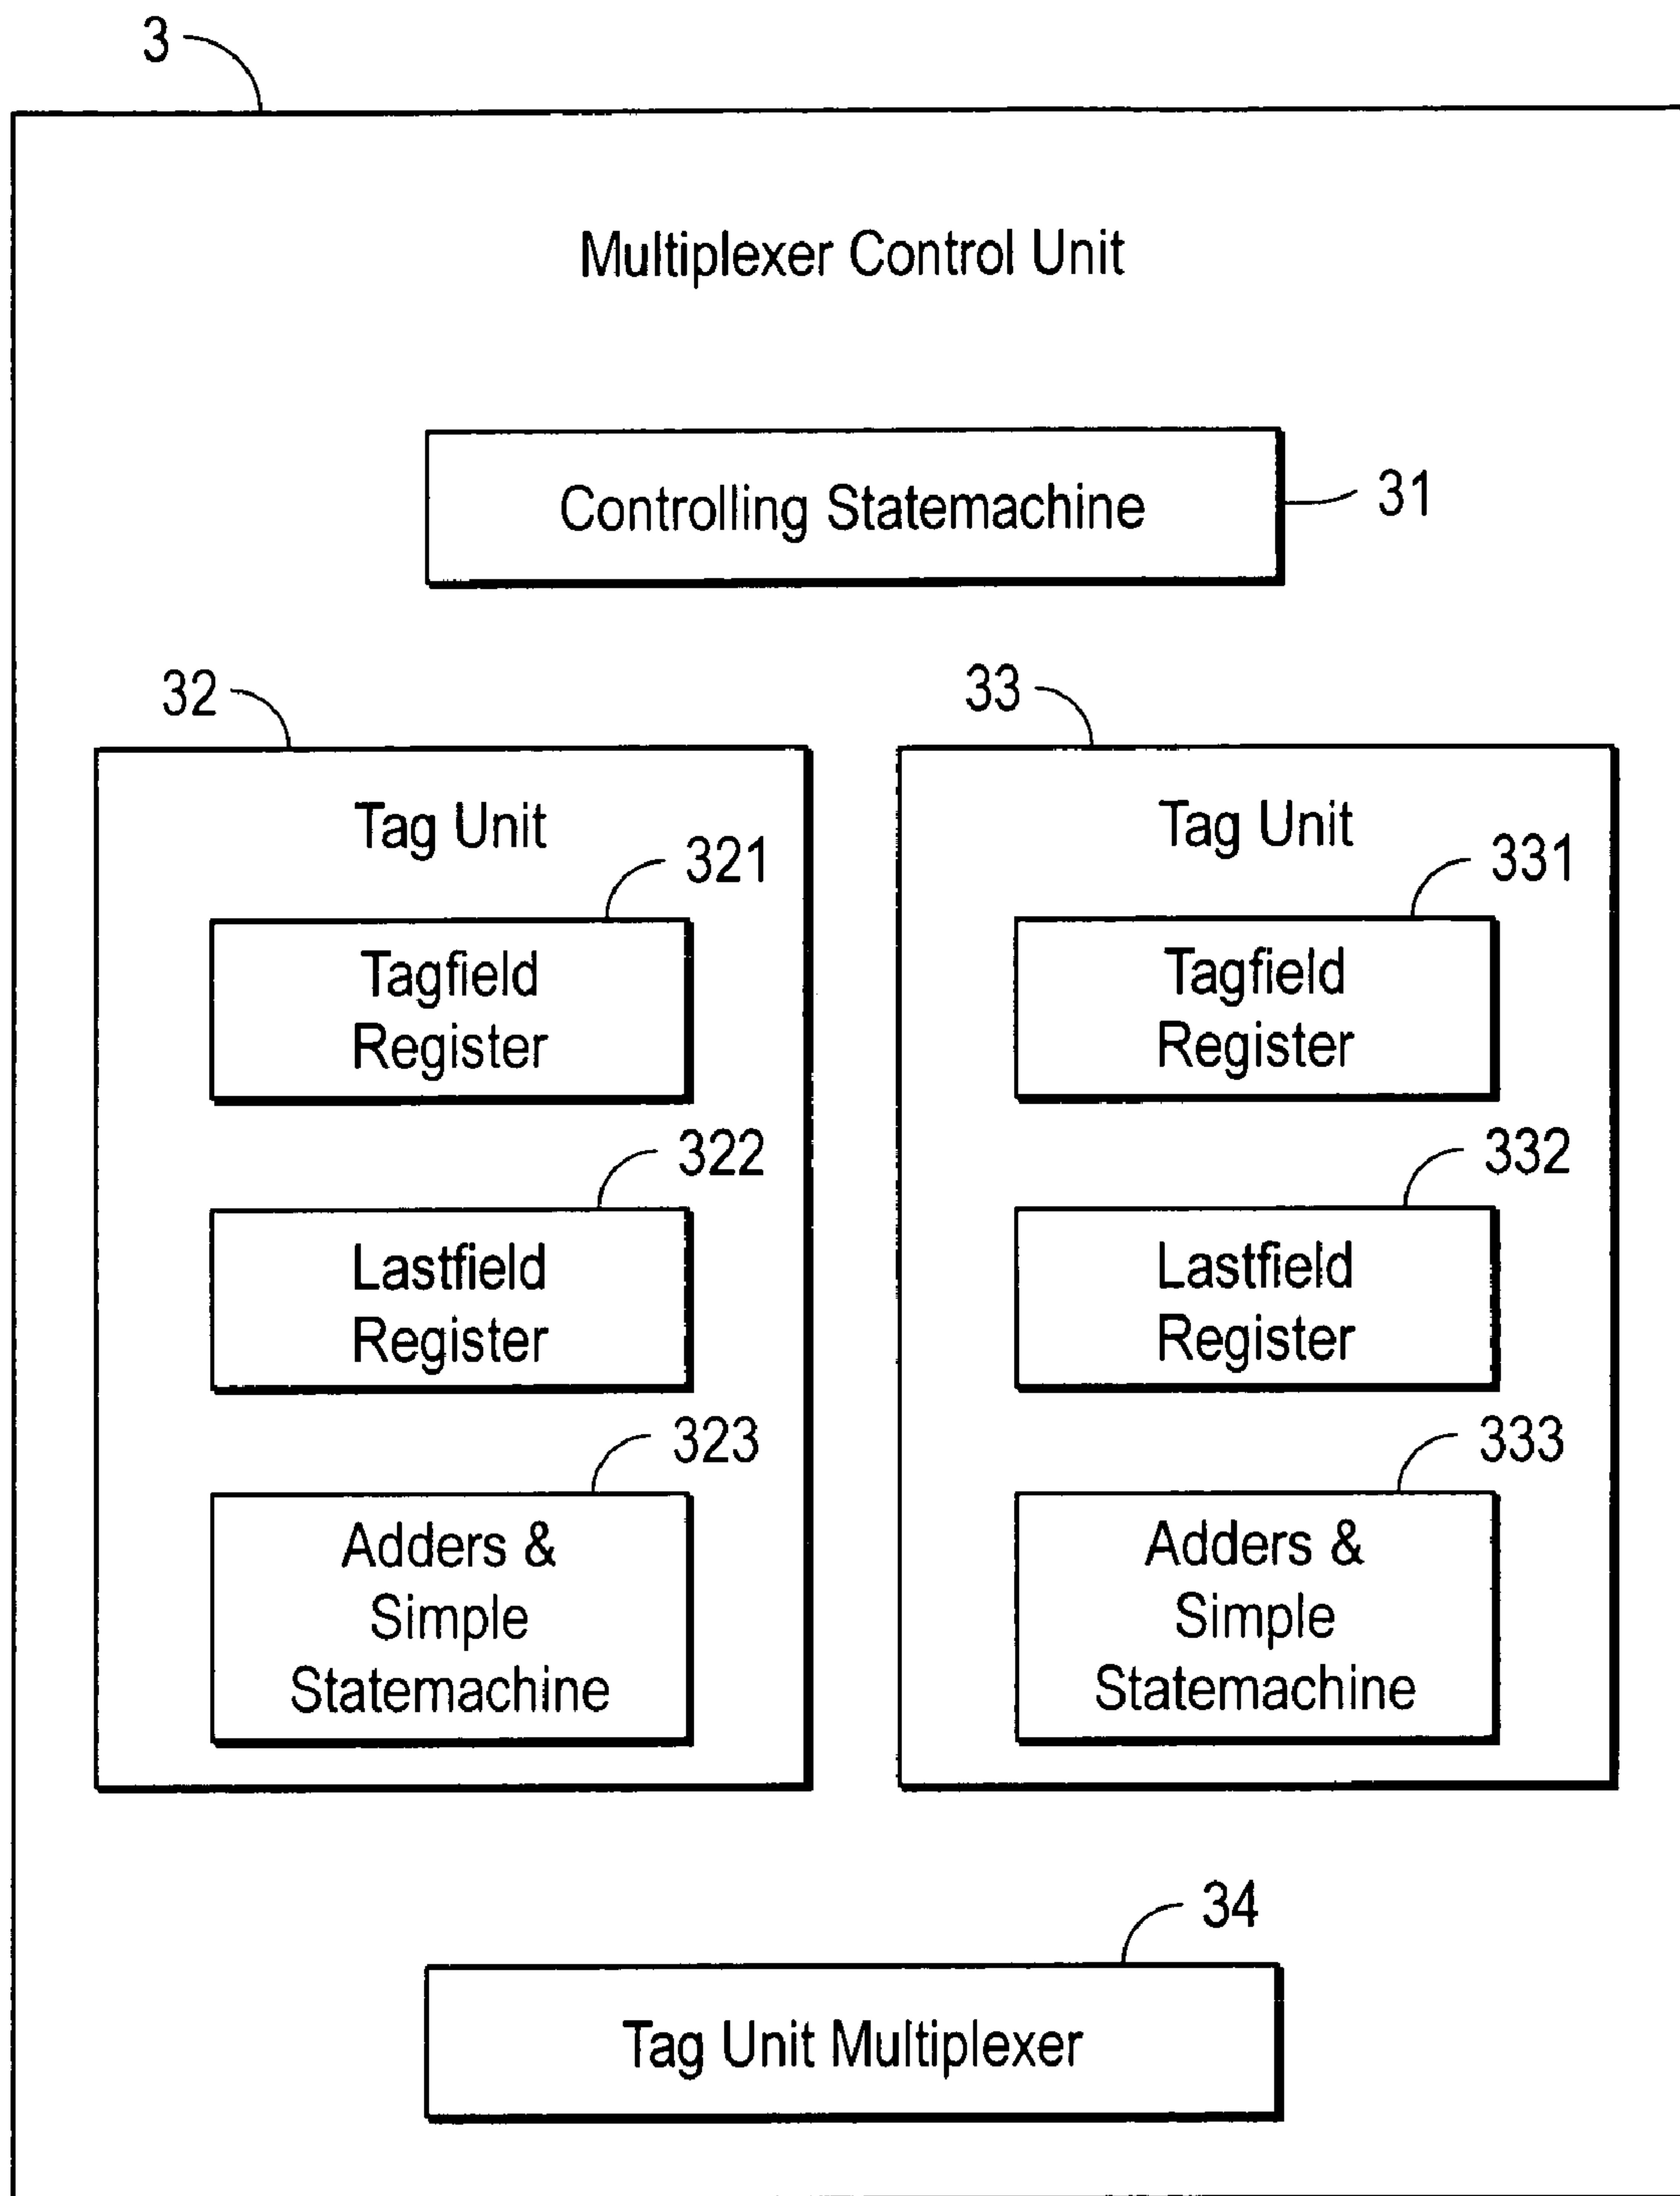 3
Multiplexer Control Unit
Controlling Statemachine
31
32
33
Tag Unit
321
Tagfield
Register
322
Lastfield
Register
323
Adders &
Simple
Statemachine
Tag Unit
331
Tagfield
Register
332
Lastfield
Register
333
Adders &
Simple
Statemachine
34
Tag Unit Multiplexer